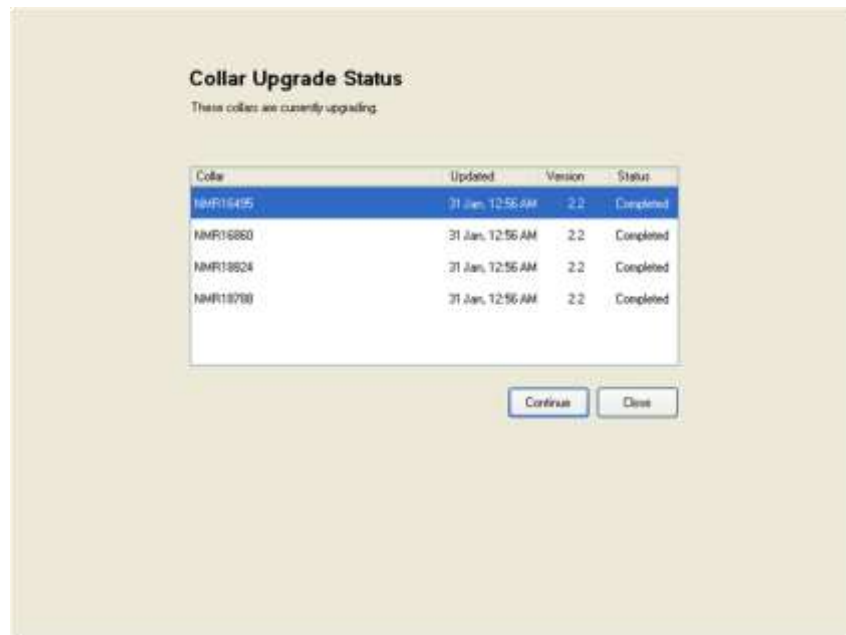 Collar Upgrade Status
These collars are currently upgrading.
Collar Updated Version Status
NMR16495 31 Jan, 12:56 AM 2.2 Completed
NMR16860 31 Jan, 12:56 AM 2.2 Completed
NMR18824 31 Jan, 12:56 AM 2.2 Completed
NMR18788 31 Jan, 12:56 AM 2.2 Completed
Continue Close